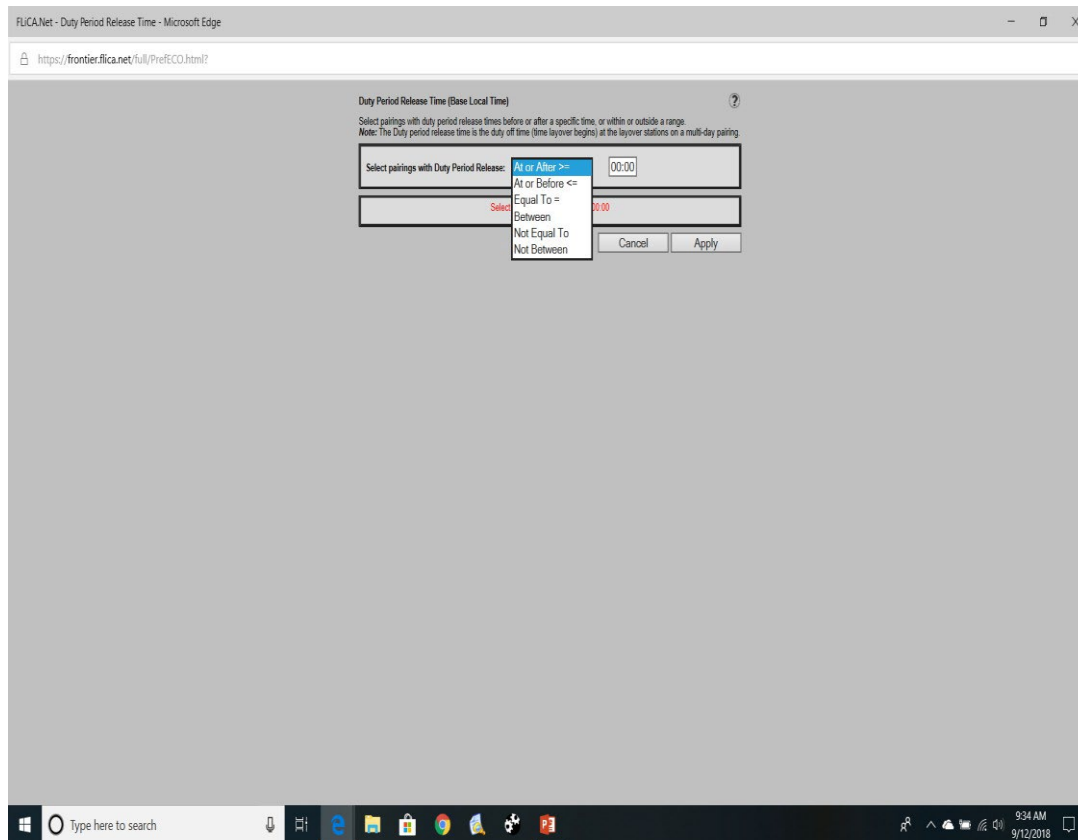 FLiCA.Net - Duty Period Release Time - Microsoft Edge
https://frontier.flica.net/full/PrefECO.html?
Duty Period Release Time (Base Local Time)
?
Select pairings with duty period release times before or after a specific time, or within or outside a range.
Note: The Duty period release time is the duty off time (time layover begins) at the layover stations on a multi-day pairing.
Select pairings with Duty Period Release: At or After >= 00:00
At or Before <=
Equal To =
Between
Not Equal To
Not Between
Select 00:00
Cancel Apply
Type here to search
9:34 AM
9/12/2018